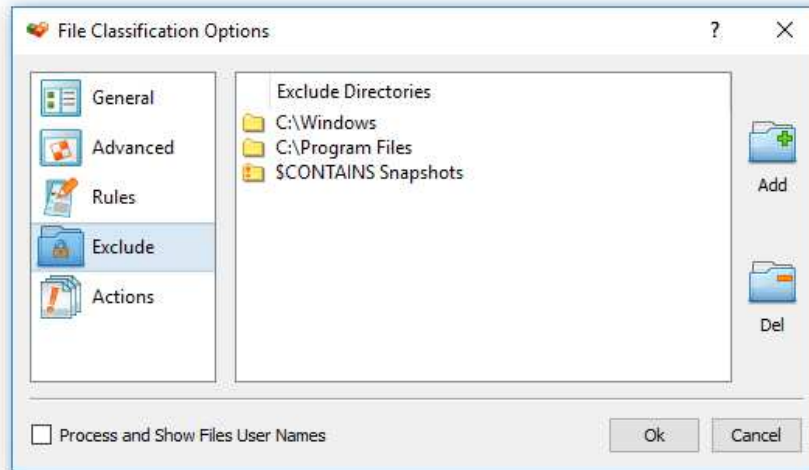 File Classification Options
?
General
Advanced
Rules
Exclude
Actions
Exclude Directories
C:\Windows
C:\Program Files
$CONTAINS Snapshots
Add
Del
Process and Show Files User Names
Ok
Cancel